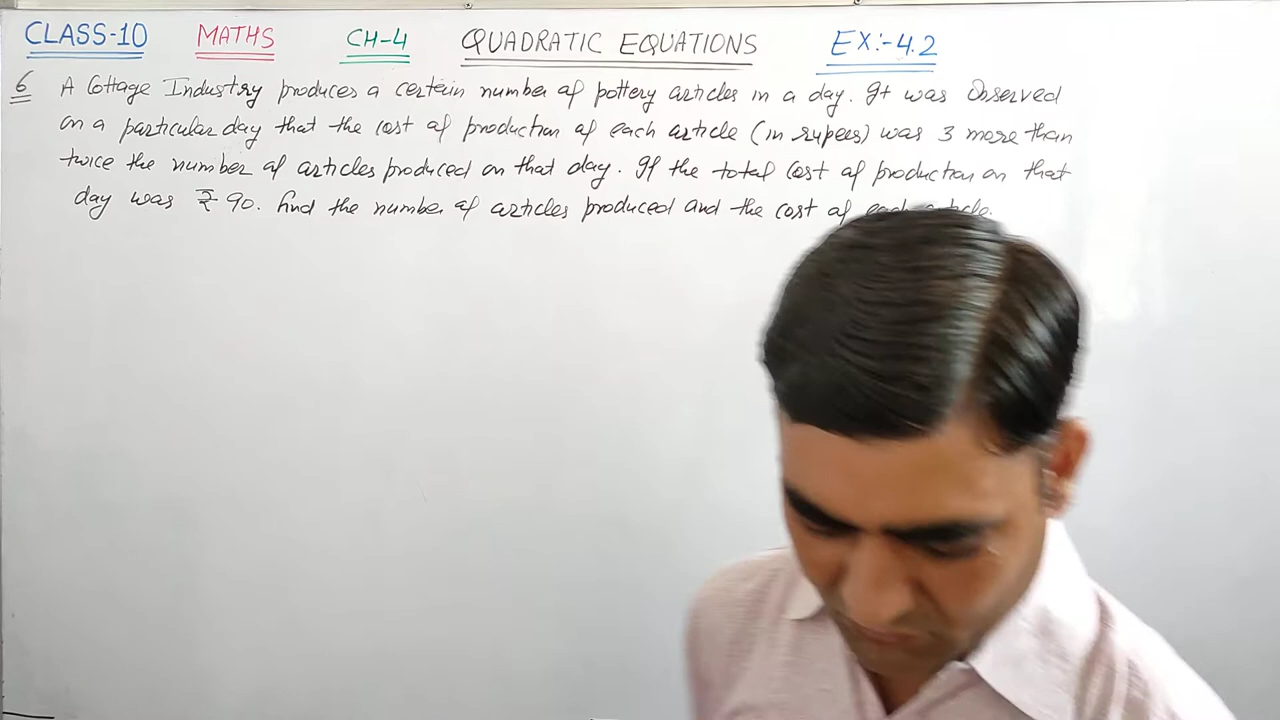 CLASS-10 MATHS CH-4 QUADRATIC EQUATIONS EX:-4.2
6 A Cottage Industry produces a certein number of pottery articles in a day. It was Observed
on a particular day that the cost of production of each article (in rupees) was 3 more than
twice the number of articles produced on that day. If the total Cost of production on that
day was ₹ 90. find the number of articles produced and the cost of each article.